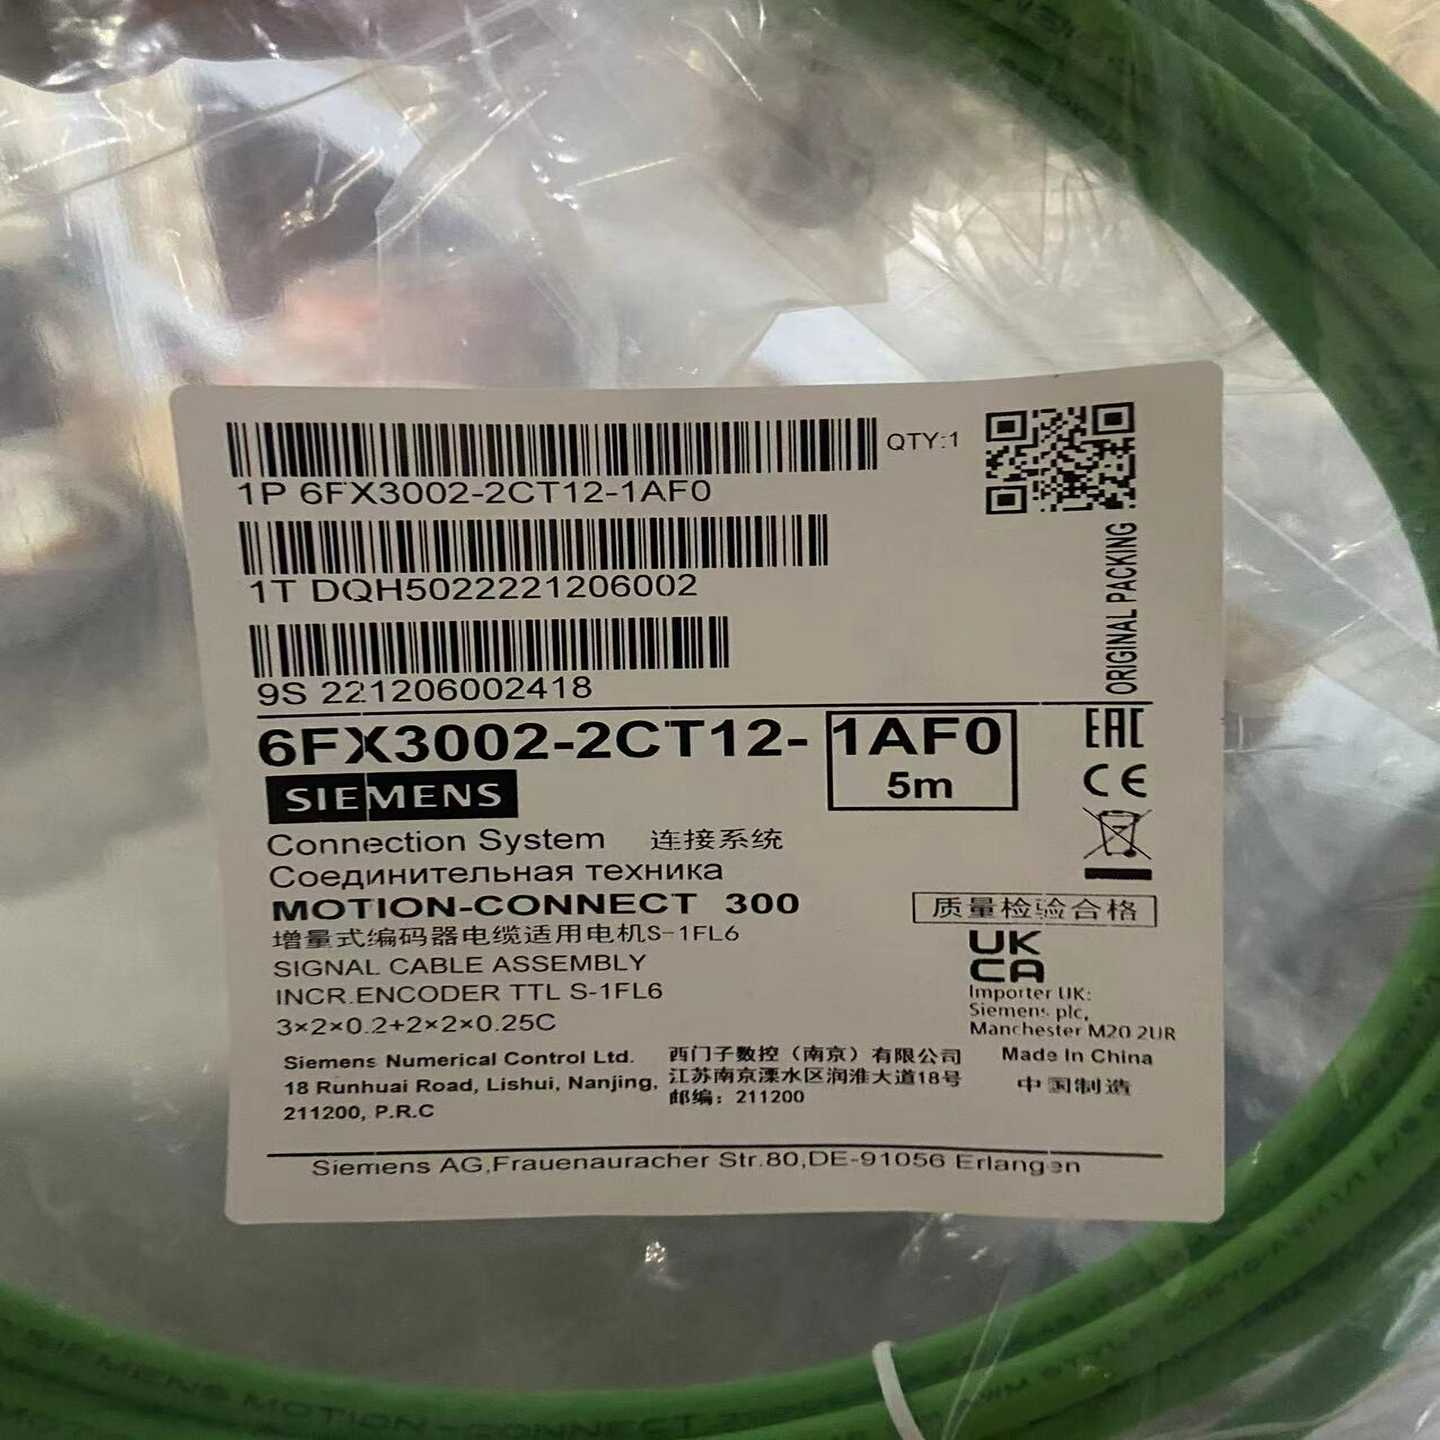 QTY:1
1P 6FX3002-2CT12-1AF0
1T DQH5022221206002
9S 221206002418
ORIGINAL PACKING
6FX3002-2CT12- 1AF0
5m
EAC
SIEMENS
CE
Connection System 连接系统
Соединительная техника
MOTION-CONNECT 300
质量检验合格
增量式编码器电缆适用电机S-1FL6
UK
CA
SIGNAL CABLE ASSEMBLY
INCR.ENCODER TTL S-1FL6
3×2×0.2+2×2×0.25C
Importer UK:
Siemens plc,
Manchester M20 2UR
Siemens Numerical Control Ltd.
18 Runhuai Road, Lishui, Nanjing,
211200, P.R.C
西门子数控（南京）有限公司
江苏南京溧水区润淮大道18号
邮编：211200
Made In China
中国制造
Siemens AG,Frauenauracher Str.80,DE-91056 Erlangen
SIEMENS MOTION-CONNECT